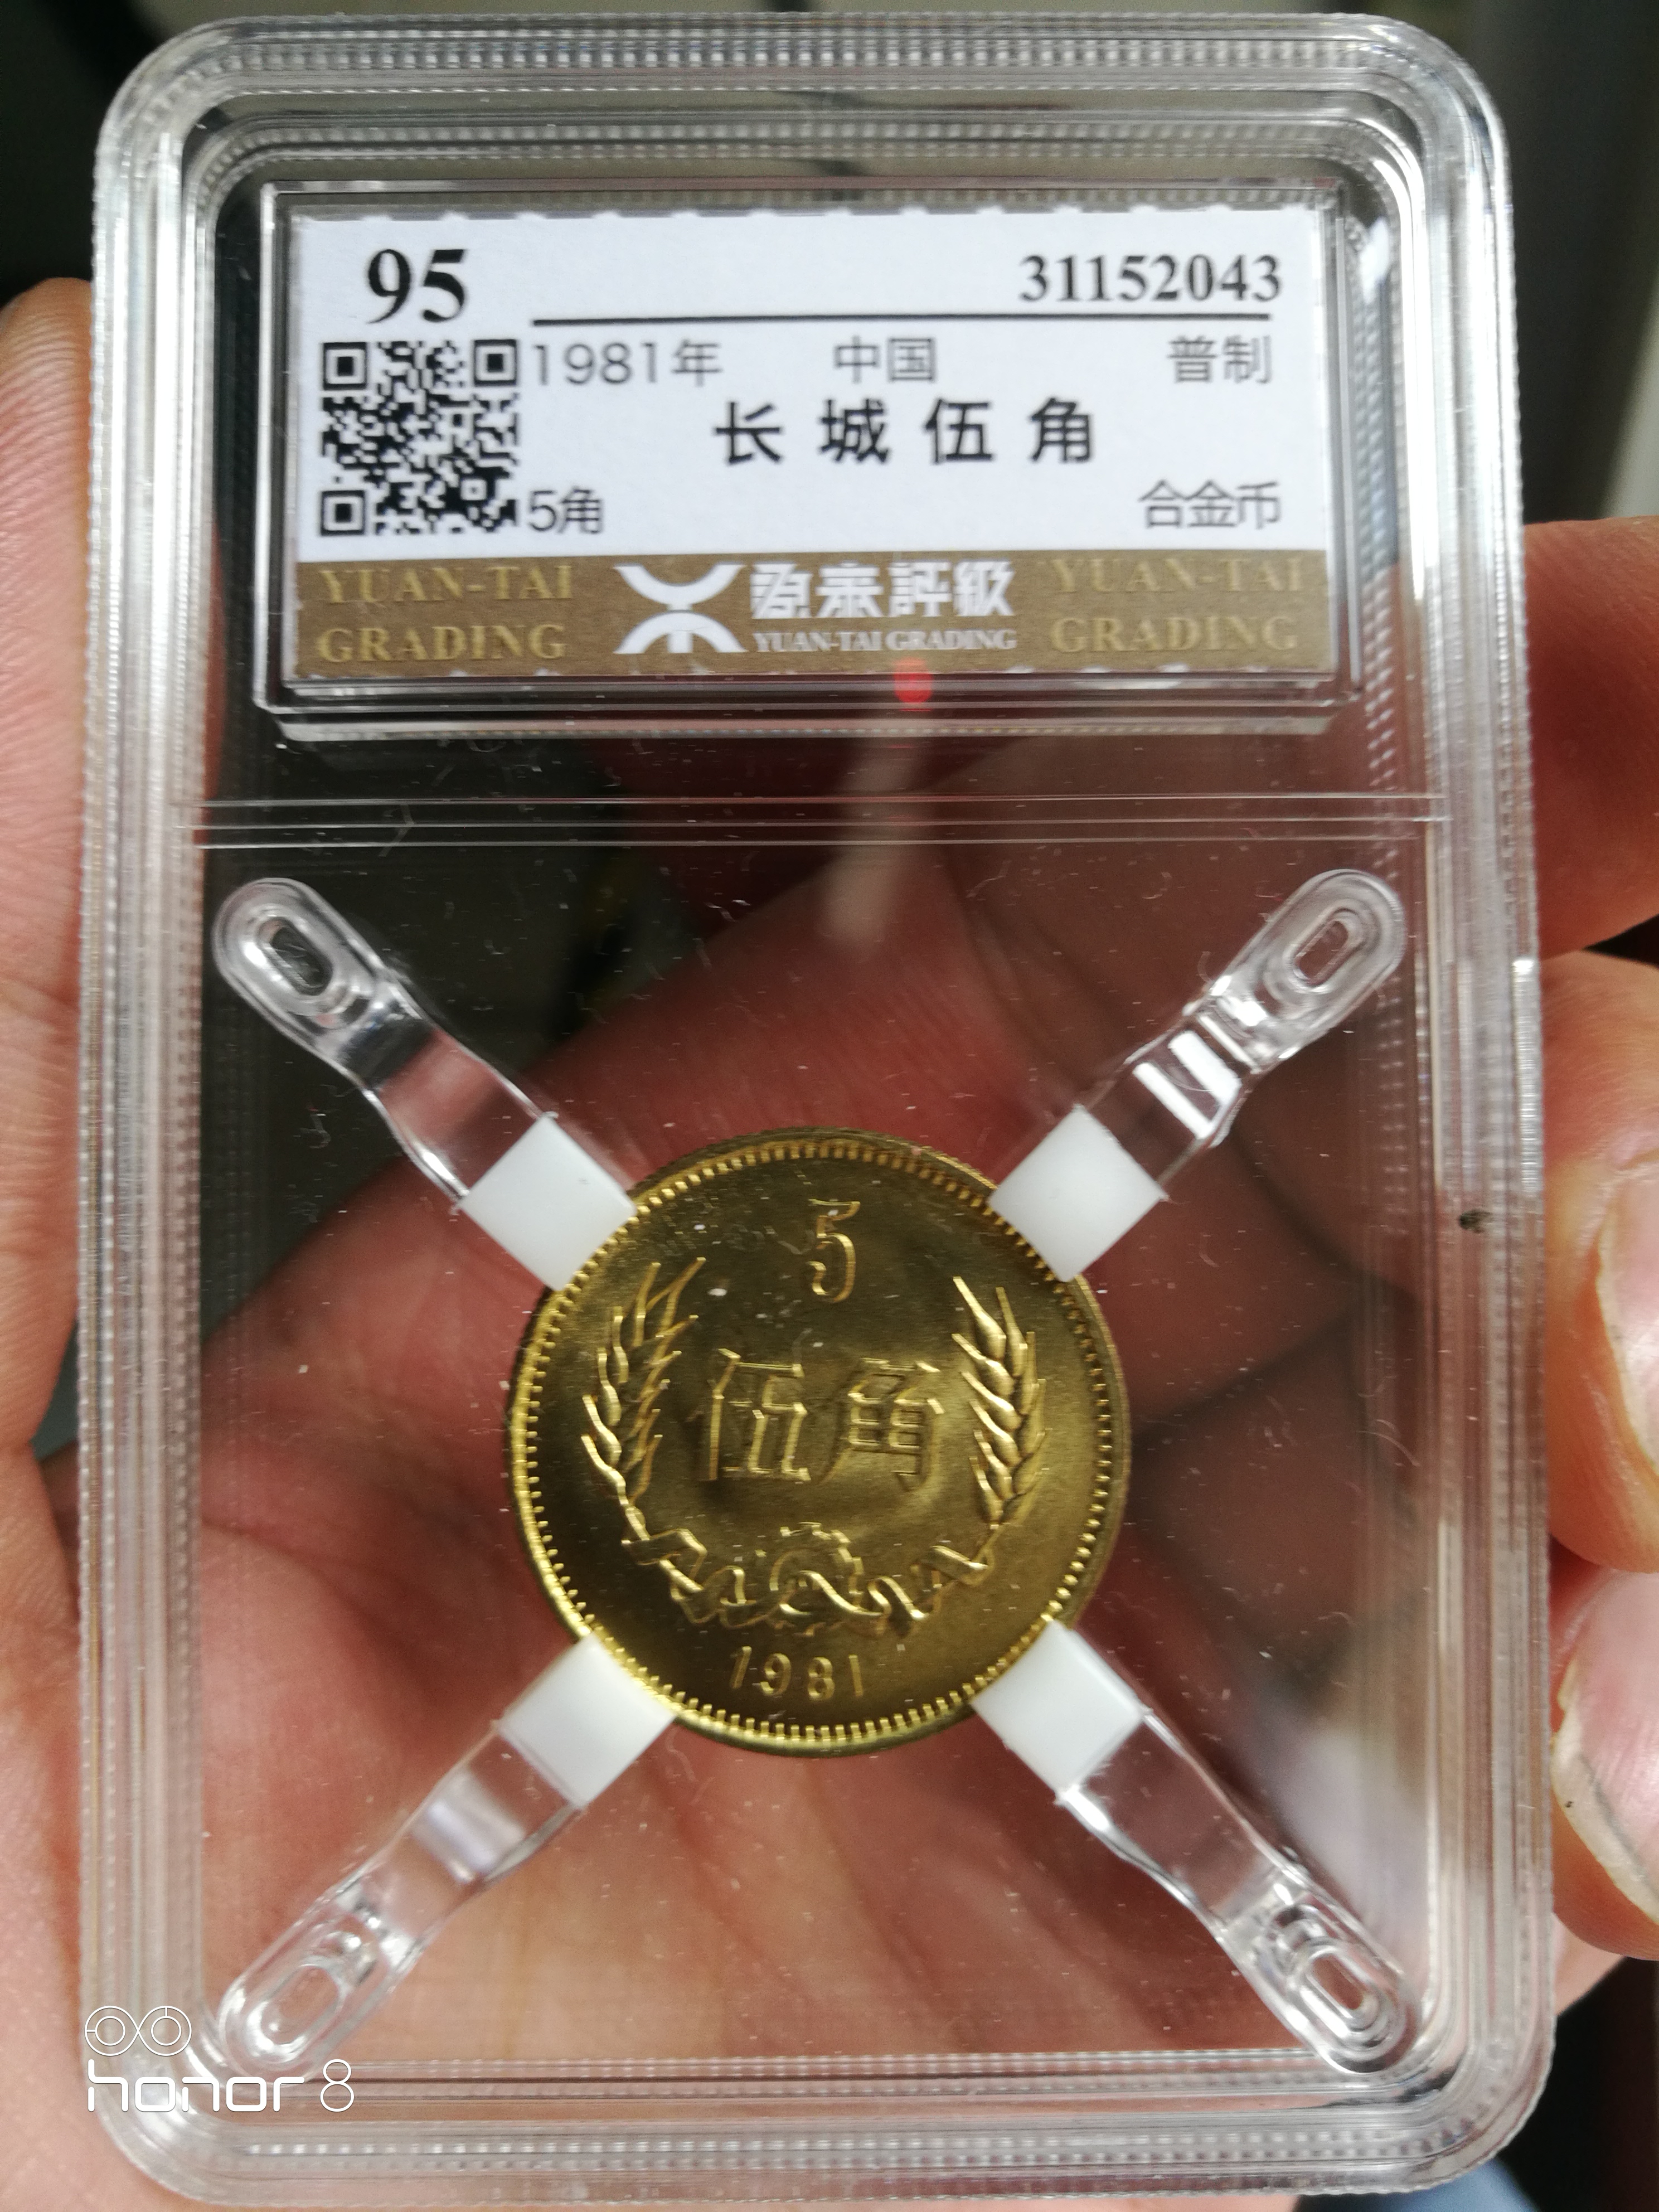 95 31152043
1981年 中国 普制
长城伍角
5角 合金币
YUAN-TAI GRADING
源泰評級
YUAN-TAI GRADING
YUAN-TAI GRADING
5
伍角
1981
honor 8